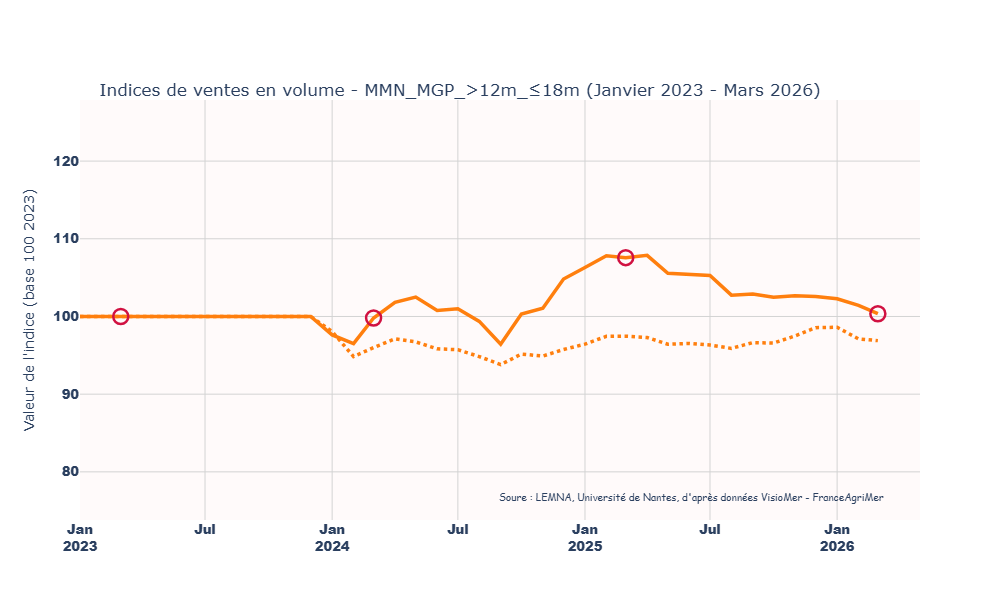 Indices de ventes en volume - MMN_MGP_>12m_≤18m (Janvier 2023 - Mars 2026)
Valeur de l'indice (base 100 2023)
120
110
100
90
80
Soure : LEMNA, Université de Nantes, d'après données VisioMer - FranceAgriMer
Jan Jul Jan Jul Jan Jul Jan
2023 2024 2025 2026